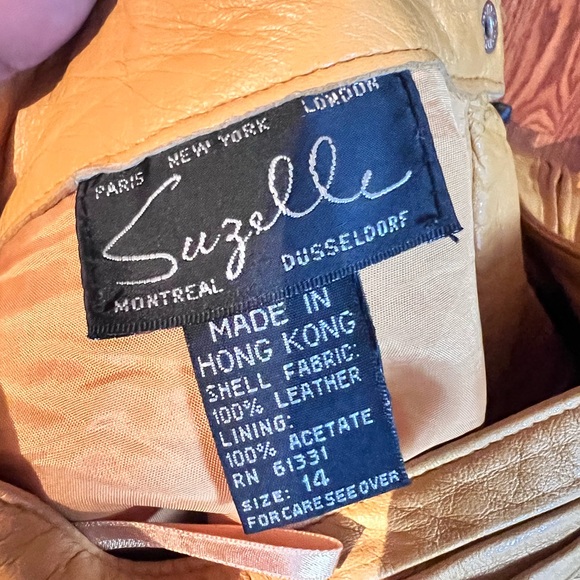 PARIS NEW YORK LONDON
Suzelle
MONTREAL DUSSELDORF
MADE IN
HONG KONG
SHELL FABRIC:
100% LEATHER
LINING:
100% ACETATE
RN 61331
SIZE: 14
FOR CARE SEE OVER